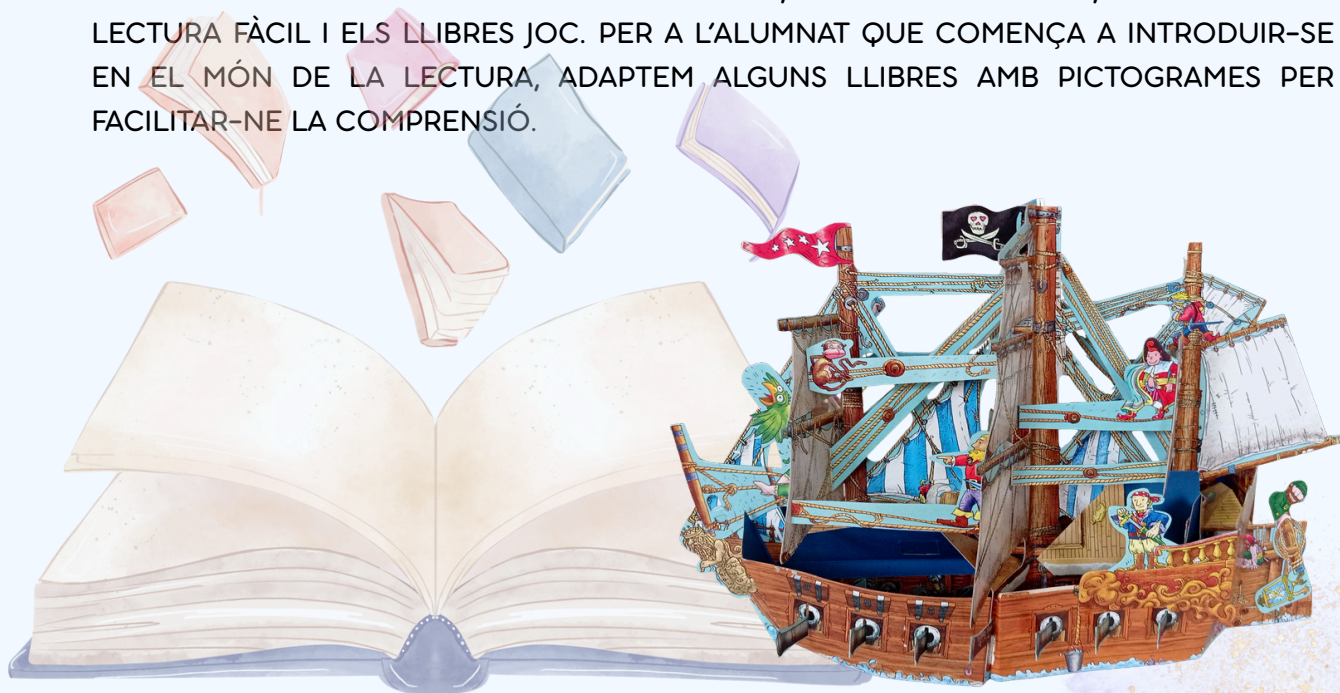 LECTURA FÀCIL I ELS LLIBRES JOC. PER A L'ALUMNAT QUE COMENÇA A INTRODUIR-SE
EN EL MÓN DE LA LECTURA, ADAPTEM ALGUNS LLIBRES AMB PICTOGRAMES PER
FACILITAR-NE LA COMPRENSIÓ.